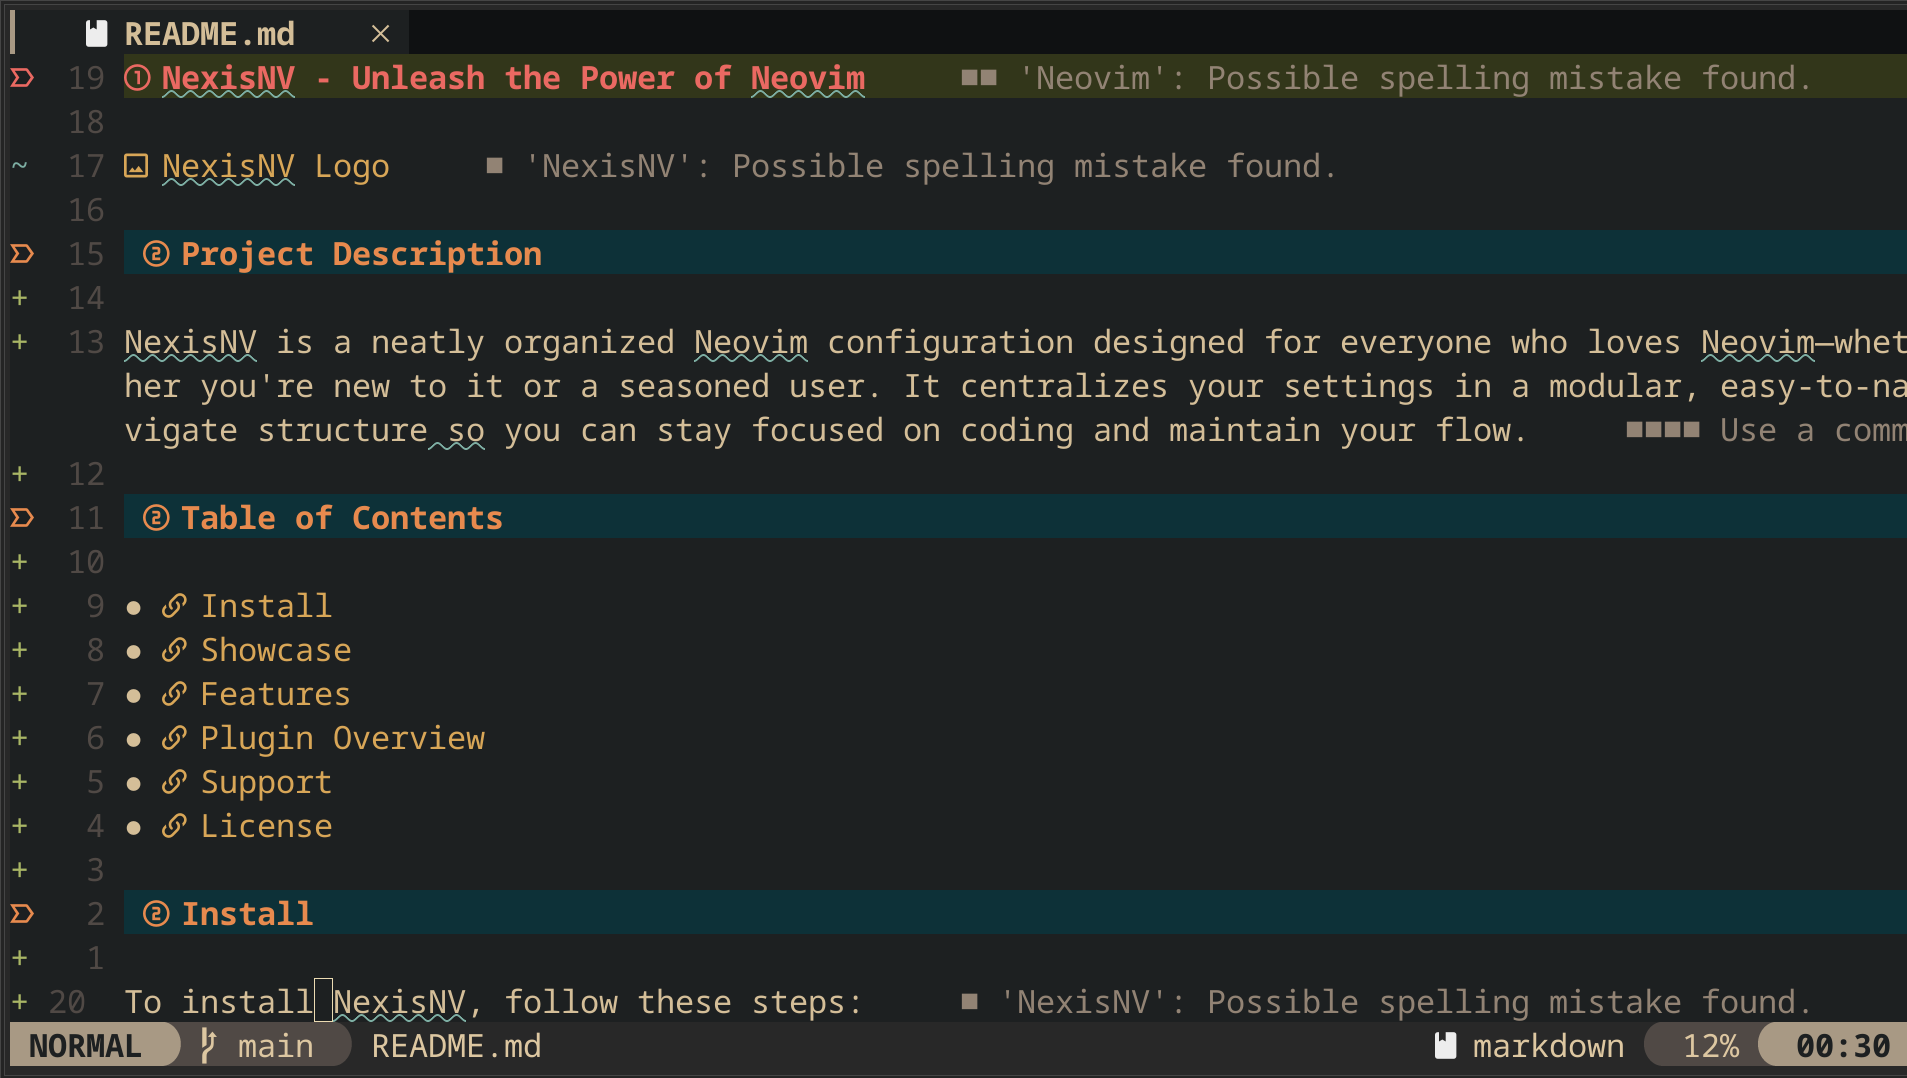 README.md ×
19 ① NexisNV - Unleash the Power of Neovim ■■ 'Neovim': Possible spelling mistake found.
18
~ 17 NexisNV Logo ■ 'NexisNV': Possible spelling mistake found.
16
15 ② Project Description
+ 14
+ 13 NexisNV is a neatly organized Neovim configuration designed for everyone who loves Neovim—whet
her you're new to it or a seasoned user. It centralizes your settings in a modular, easy-to-na
vigate structure so you can stay focused on coding and maintain your flow. ■■■■ Use a comm
+ 12
11 ② Table of Contents
+ 10
+ 9 ● Install
+ 8 ● Showcase
+ 7 ● Features
+ 6 ● Plugin Overview
+ 5 ● Support
+ 4 ● License
+ 3
2 ② Install
+ 1
+ 20 To install NexisNV, follow these steps: ■ 'NexisNV': Possible spelling mistake found.
NORMAL main README.md markdown 12% 00:30